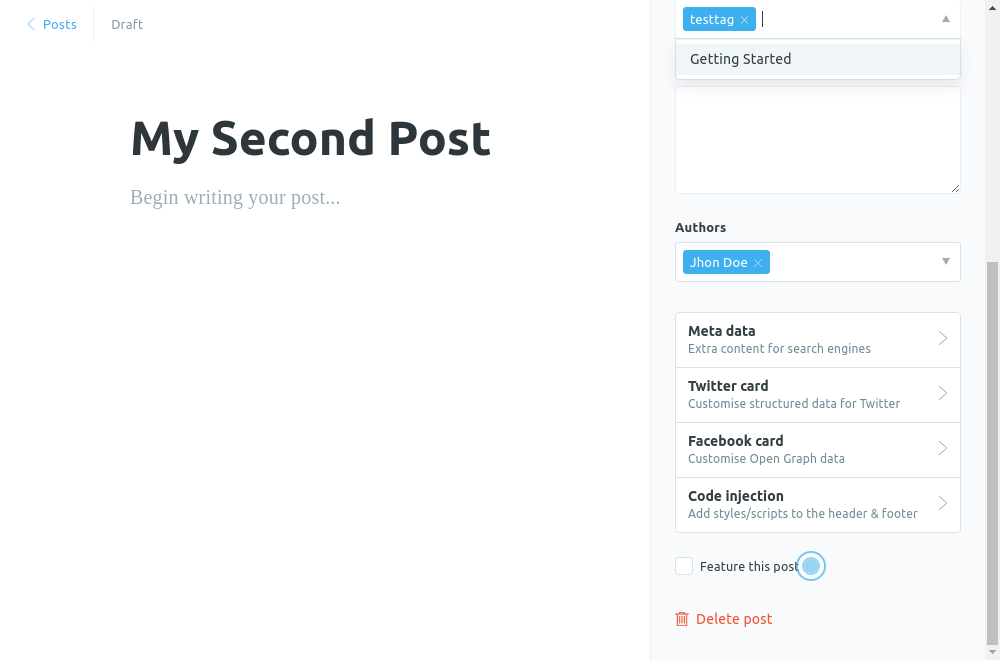 Posts
Draft
testtag
Getting Started
My Second Post
Begin writing your post...
Authors
Jhon Doe
Meta data
Extra content for search engines
Twitter card
Customise structured data for Twitter
Facebook card
Customise Open Graph data
Code injection
Add styles/scripts to the header & footer
Feature this post
Delete post